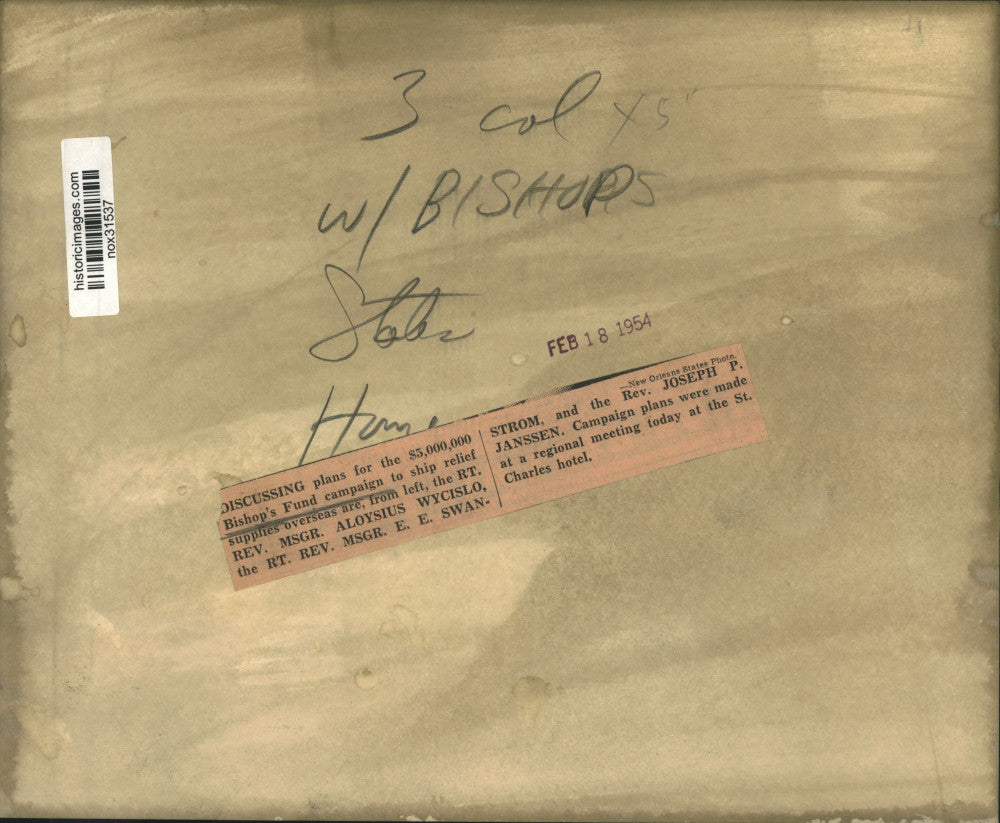 3 col x5"
w/ BISHOPS
States
Home
historicimages.com
nox31537
FEB 18 1954
DISCUSSING plans for the $5,000,000
Bishop's Fund campaign to ship relief
supplies overseas are, from left, the RT.
REV. MSGR. ALOYSIUS WYCISLO,
the RT. REV. MSGR. E. E. SWAN-
—New Orleans States Photo.
STROM, and the Rev. JOSEPH P.
JANSSEN. Campaign plans were made
at a regional meeting today at the St.
Charles hotel.